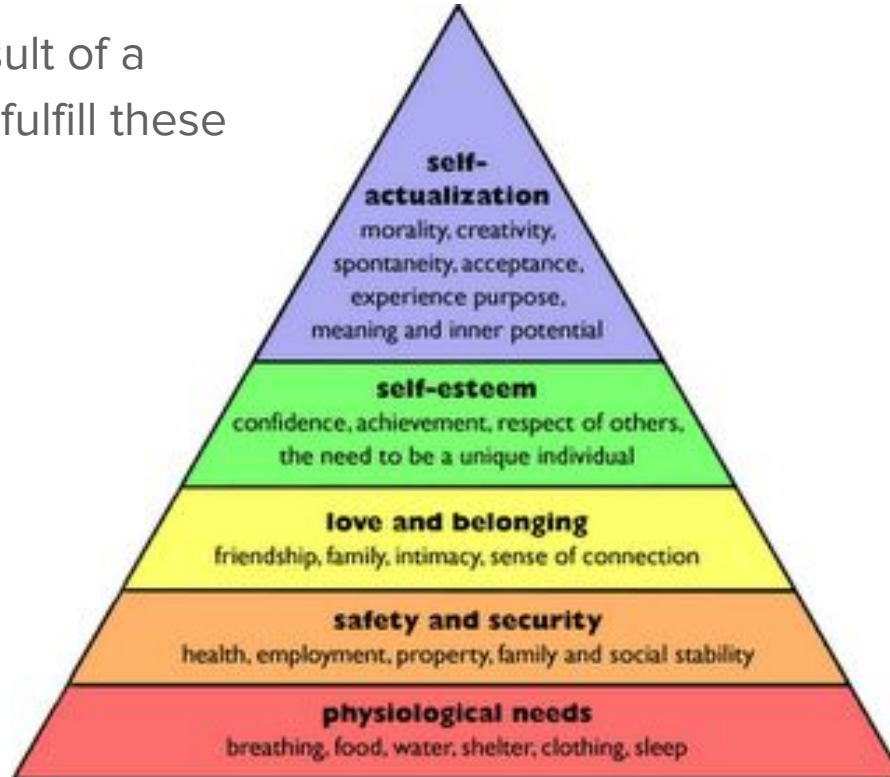 sult of a
fulfill these
self-
actualization
morality, creativity,
spontaneity, acceptance,
experience purpose,
meaning and inner potential
self-esteem
confidence, achievement, respect of others,
the need to be a unique individual
love and belonging
friendship, family, intimacy, sense of connection
safety and security
health, employment, property, family and social stability
physiological needs
breathing, food, water, shelter, clothing, sleep